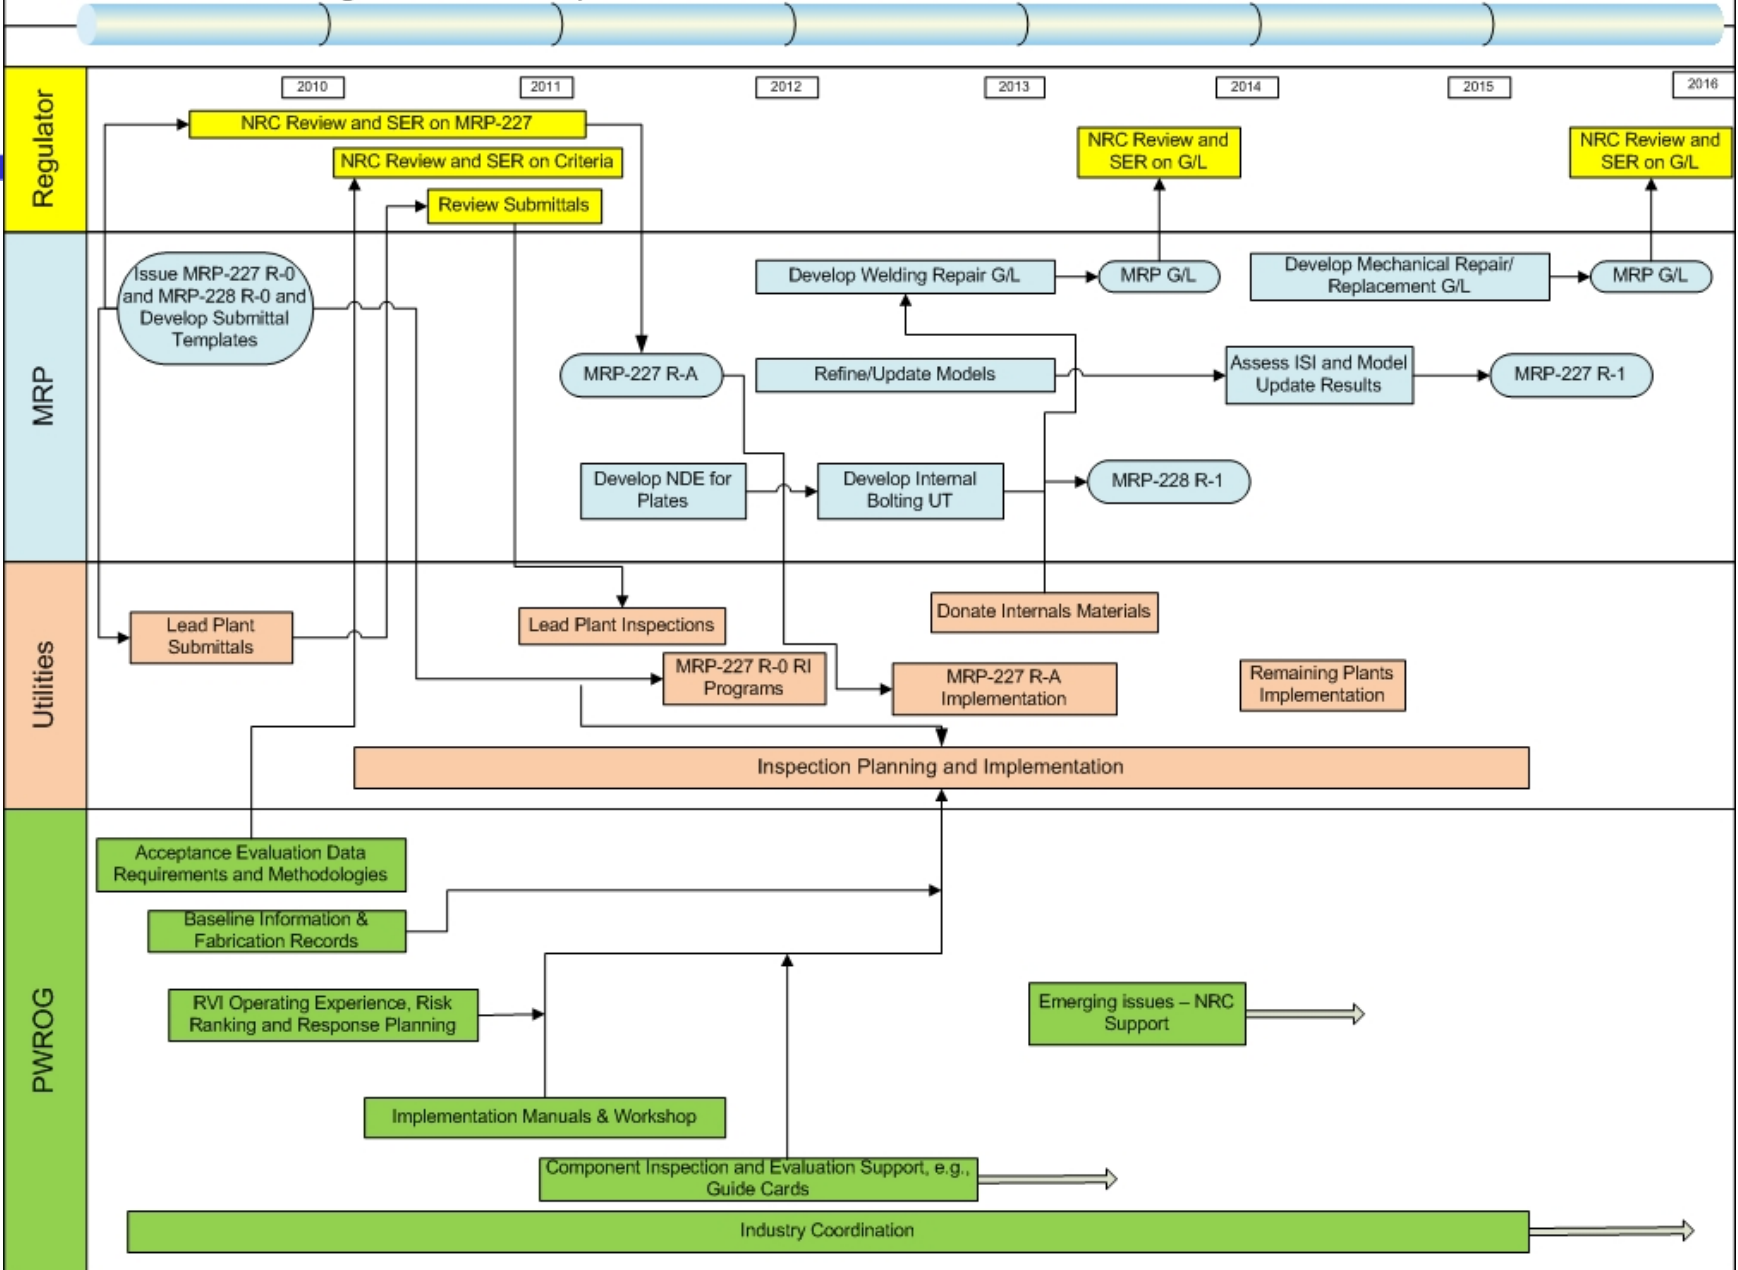 2010
2011
2012
2013
2014
2015
2016
Regulator
NRC Review and SER on MRP-227
NRC Review and SER on Criteria
Review Submittals
NRC Review and
SER on G/L
NRC Review and
SER on G/L
MRP
Issue MRP-227 R-0
and MRP-228 R-0 and
Develop Submittal
Templates
Develop Welding Repair G/L
MRP G/L
Develop Mechanical Repair/
Replacement G/L
MRP G/L
MRP-227 R-A
Refine/Update Models
Assess ISI and Model
Update Results
MRP-227 R-1
Develop NDE for
Plates
Develop Internal
Bolting UT
MRP-228 R-1
Utilities
Lead Plant
Submittals
Lead Plant Inspections
Donate Internals Materials
MRP-227 R-0 RI
Programs
MRP-227 R-A
Implementation
Remaining Plants
Implementation
Inspection Planning and Implementation
PWROG
Acceptance Evaluation Data
Requirements and Methodologies
Baseline Information &
Fabrication Records
RVI Operating Experience, Risk
Ranking and Response Planning
Emerging issues – NRC
Support
Implementation Manuals & Workshop
Component Inspection and Evaluation Support, e.g.,
Guide Cards
Industry Coordination